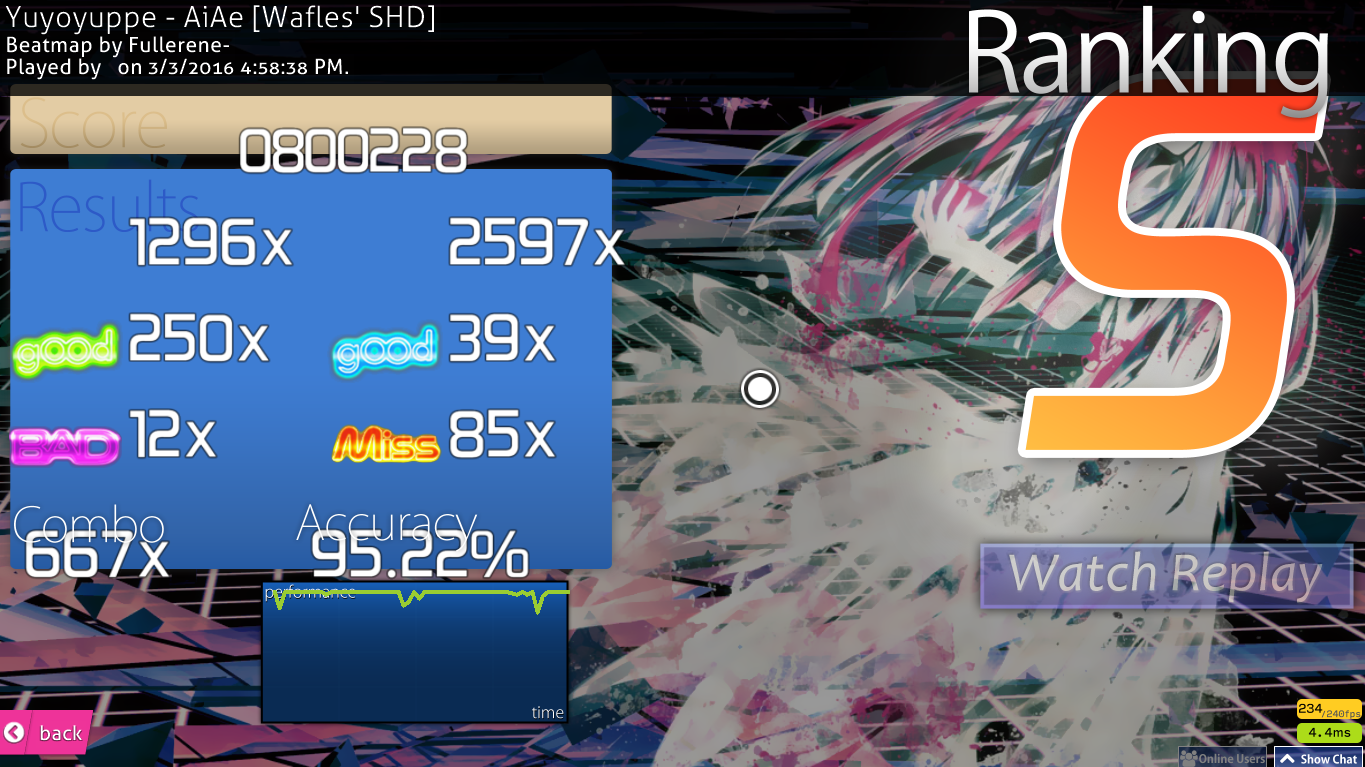 Yuyoyuppe - AiAe [Wafles' SHD]
Beatmap by Fullerene-
Played by on 3/3/2016 4:58:38 PM.
Ranking
Score
0800228
S
Results
1296x 2597x
good 250x good 39x
BAD 12x Miss 85x
Combo Accuracy
667x 95.22%
Watch Replay
performance
time
back
234/240fps
4.4ms
Online Users Show Chat